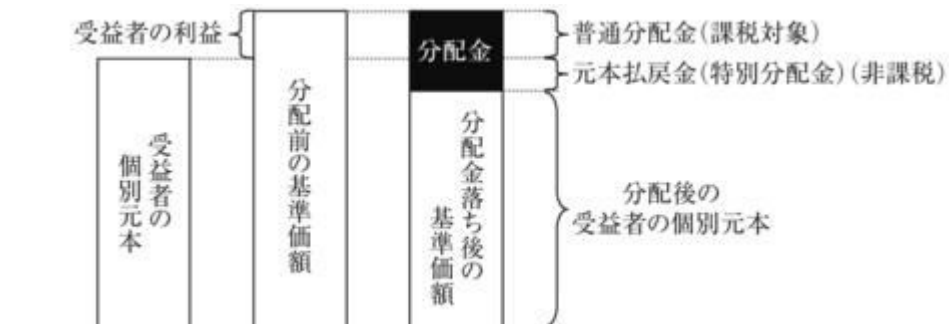 受益者の利益
分配金
普通分配金(課税対象)
元本払戻金(特別分配金)(非課税)
受益者の
個別元本
分配前の基準価額
分配金落ち後の
基準価額
分配後の
受益者の個別元本